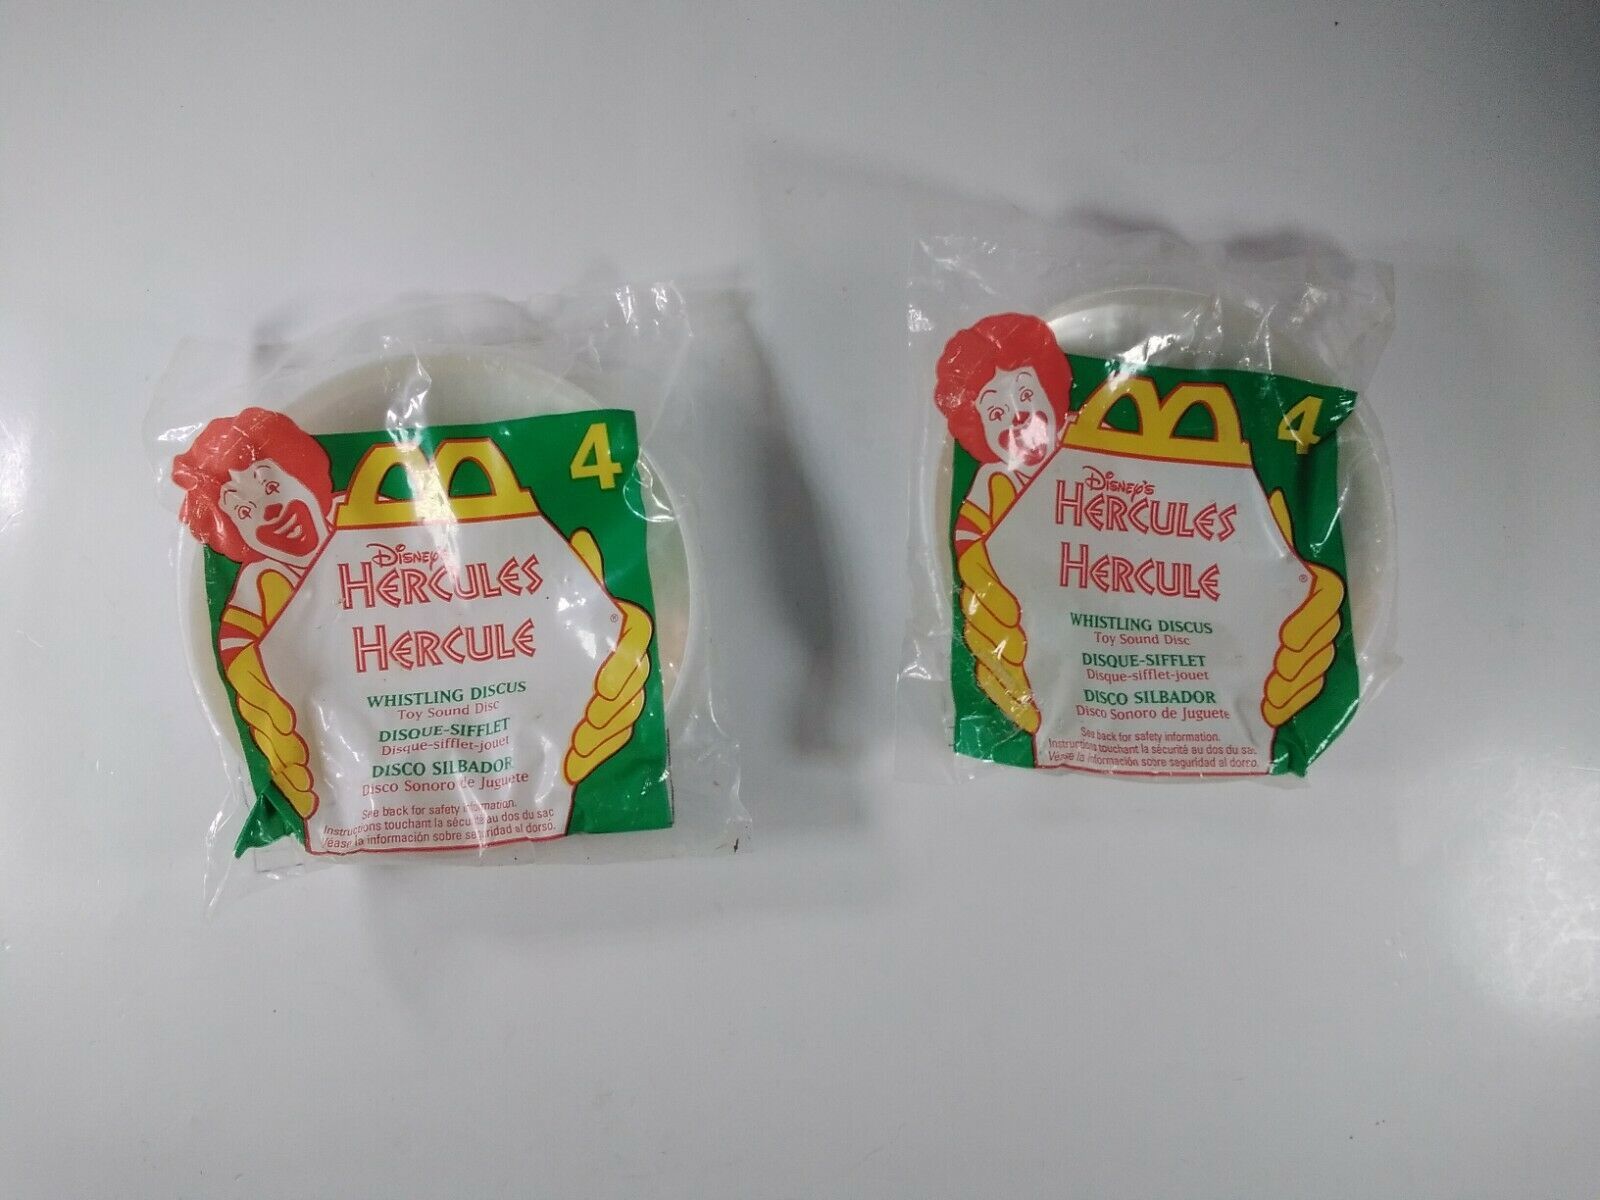 4
Disney's
HERCULES
HERCULE
®
WHISTLING DISCUS
Toy Sound Disc
DISQUE-SIFFLET
Disque-sifflet-jouet
DISCO SILBADOR
Disco Sonoro de Juguete
See back for safety information.
Instructions touchant la sécurité au dos du sac
Véase la información sobre seguridad al dorso.
4
Disney's
HERCULES
HERCULE
®
WHISTLING DISCUS
Toy Sound Disc
DISQUE-SIFFLET
Disque-sifflet-jouet
DISCO SILBADOR
Disco Sonoro de Juguete
See back for safety information.
Instructions touchant la sécurité au dos du sac.
Véase la información sobre seguridad al dorso.